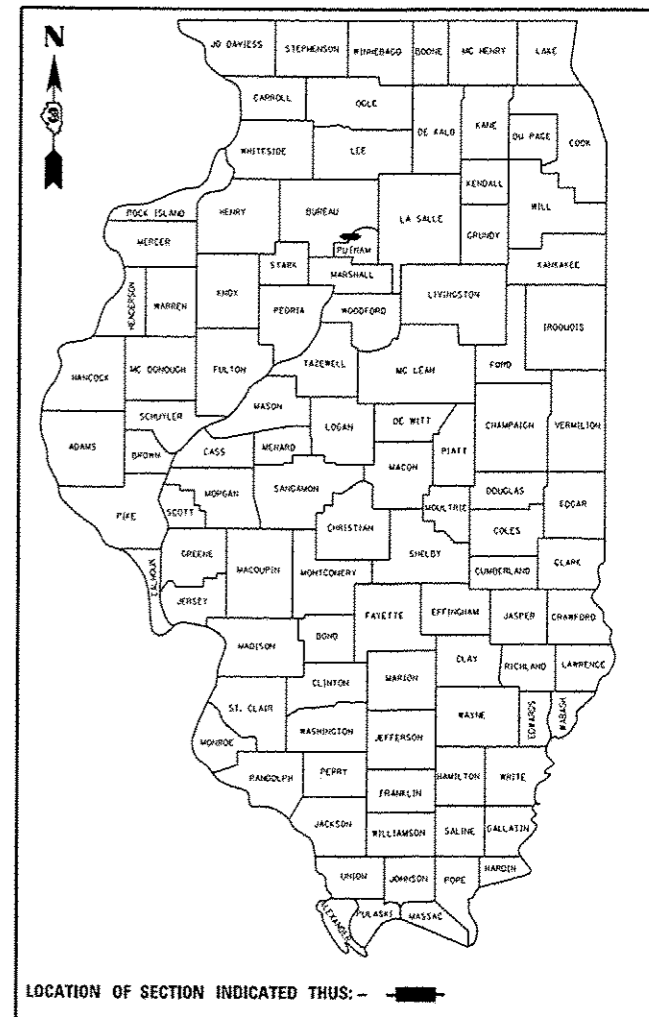 N
JO DAVIESS STEPHENSON WINNEBAGO BOONE MC HENRY LAKE
CARROLL OGLE DE KALB KANE DU PAGE COOK
WHITESIDE LEE
KENDALL WILL
ROCK ISLAND HENRY BUREAU LA SALLE GRUNDY
MERCER STARK PUTNAM KANKAKEE
MARSHALL
HENDERSON WARREN KNOX PEORIA WOODFORD LIVINGSTON IROQUOIS
HANCOCK MC DONOUGH FULTON TAZEWELL MC LEAN FORD
MASON
SCHUYLER LOGAN DE WITT CHAMPAIGN VERMILION
ADAMS BROWN CASS MENARD MACON PIATT
PIKE SCOTT MORGAN SANGAMON CHRISTIAN MOULTRIE DOUGLAS EDGAR
COLES
GREENE MACOUPIN MONTGOMERY SHELBY CUMBERLAND CLARK
CALHOUN JERSEY
FAYETTE EFFINGHAM JASPER CRAWFORD
MADISON BOND
CLAY RICHLAND LAWRENCE
CLINTON MARION
ST. CLAIR WAYNE EDWARDS WABASH
MONROE WASHINGTON JEFFERSON
RANDOLPH PERRY HAMILTON WHITE
FRANKLIN
JACKSON WILLIAMSON SALINE GALLATIN
UNION JOHNSON POPE HARDIN
ALEXANDER PULASKI MASSAC
LOCATION OF SECTION INDICATED THUS: -